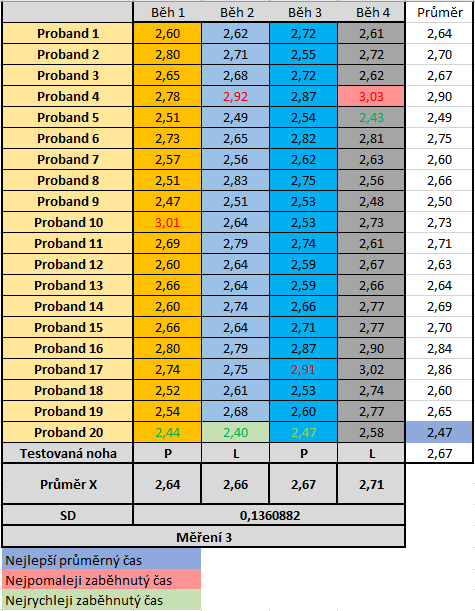 Běh 1 Běh 2 Běh 3 Běh 4 Průměr
Proband 1 2,60 2,62 2,72 2,61 2,64
Proband 2 2,80 2,71 2,55 2,72 2,70
Proband 3 2,65 2,68 2,72 2,62 2,67
Proband 4 2,78 2,92 2,87 3,03 2,90
Proband 5 2,51 2,49 2,54 2,43 2,49
Proband 6 2,73 2,65 2,82 2,81 2,75
Proband 7 2,57 2,56 2,62 2,63 2,60
Proband 8 2,51 2,83 2,75 2,56 2,66
Proband 9 2,47 2,51 2,53 2,48 2,50
Proband 10 3,01 2,64 2,53 2,73 2,73
Proband 11 2,69 2,79 2,74 2,61 2,71
Proband 12 2,60 2,64 2,59 2,67 2,63
Proband 13 2,66 2,64 2,59 2,66 2,64
Proband 14 2,60 2,74 2,66 2,77 2,69
Proband 15 2,66 2,64 2,71 2,77 2,70
Proband 16 2,80 2,79 2,87 2,90 2,84
Proband 17 2,74 2,75 2,91 3,02 2,86
Proband 18 2,52 2,61 2,53 2,74 2,60
Proband 19 2,54 2,68 2,60 2,77 2,65
Proband 20 2,44 2,40 2,47 2,58 2,47
Testovaná noha P L P L 2,67
Průměr X 2,64 2,66 2,67 2,71
SD 0,1360882
Měření 3
Nejlepší průměrný čas
Nejpomaleji zaběhnutý čas
Nejrychleji zaběhnutý čas